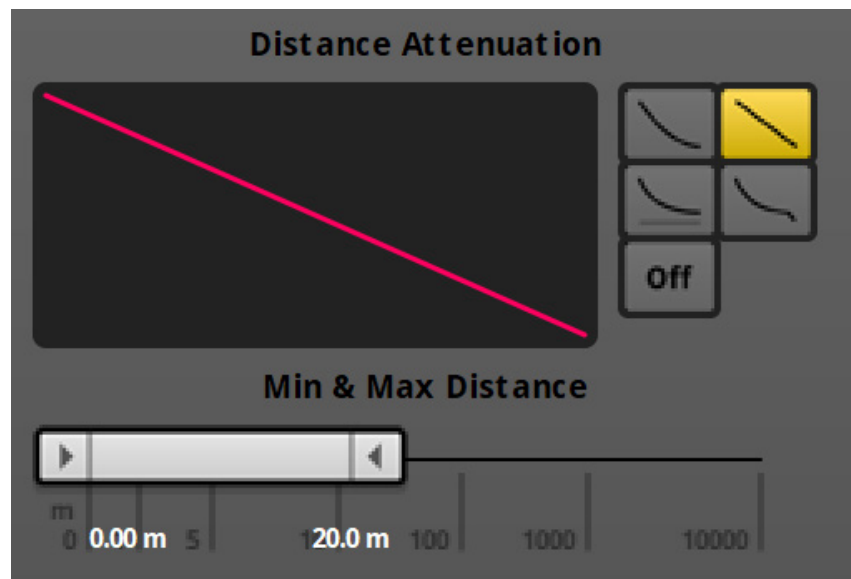 Distance Attenuation
Off
Min & Max Distance
m
0 0.00 m 5 20.0 m 100 1000 10000